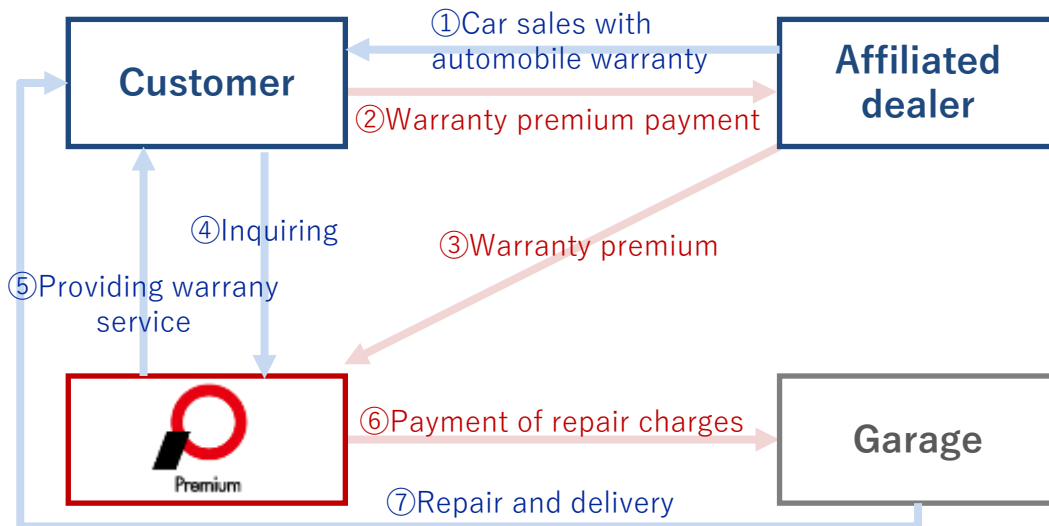 ①Car sales with
automobile warranty
Customer
Affiliated
dealer
②Warranty premium payment
④Inquiring
③Warranty premium
⑤Providing warrany
service
Premium
⑥Payment of repair charges
Garage
⑦Repair and delivery